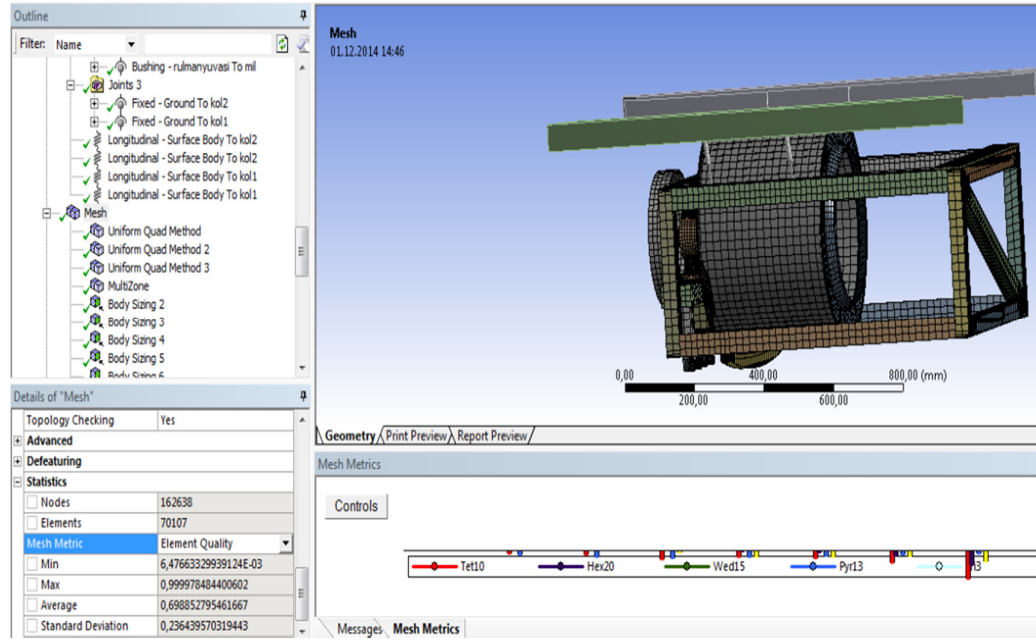 Outline
Filter: Name
Bushing - rulmanyuvasi To mil
Joints 3
Fixed - Ground To kol2
Fixed - Ground To kol1
Longitudinal - Surface Body To kol2
Longitudinal - Surface Body To kol2
Longitudinal - Surface Body To kol1
Longitudinal - Surface Body To kol1
Mesh
Uniform Quad Method
Uniform Quad Method 2
Uniform Quad Method 3
MultiZone
Body Sizing 2
Body Sizing 3
Body Sizing 4
Body Sizing 5
Body Sizing 6
Details of "Mesh"
Topology Checking Yes
Advanced
Defeaturing
Statistics
Nodes 162638
Elements 70107
Mesh Metric Element Quality
Min 6,47663329939124E-03
Max 0,999978484400602
Average 0,698852795461667
Standard Deviation 0,236439570319443
Mesh
01.12.2014 14:46
0,00 400,00 800,00 (mm)
200,00 600,00
Geometry Print Preview Report Preview
Mesh Metrics
Controls
Tet10 Hex20 Wed15 Pyr13
Messages Mesh Metrics